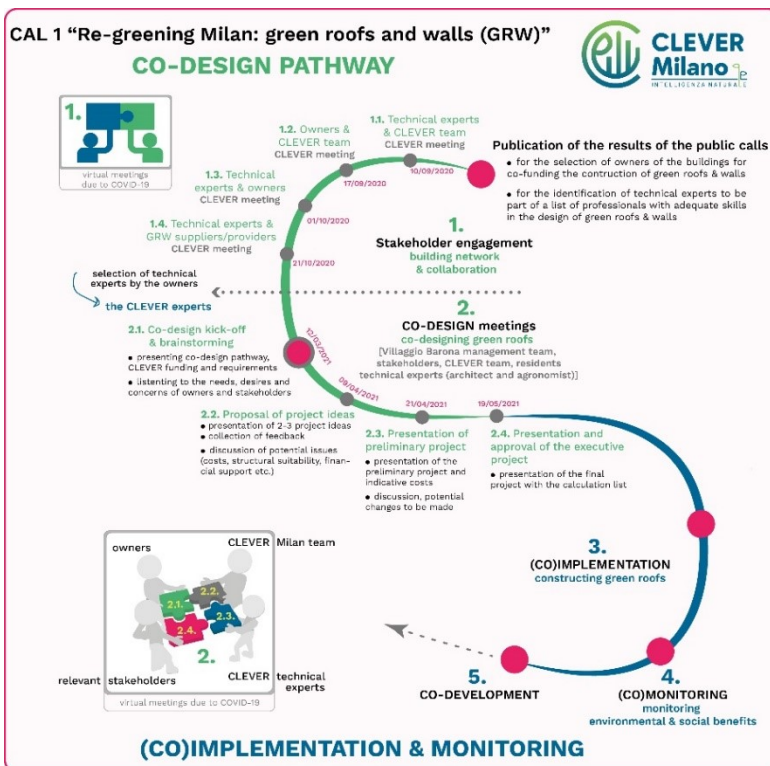 CAL 1 “Re-greening Milan: green roofs and walls (GRW)”
CO-DESIGN PATHWAY
CLEVER
Milano
INTELLIGENZA NATURALE
1.
virtual meetings
due to COVID-19
1.1. Technical experts
& CLEVER team
CLEVER meeting
10/09/2020
1.2. Owners &
CLEVER team
CLEVER meeting
17/09/2020
1.3. Technical
experts & owners
CLEVER meeting
01/10/2020
1.4. Technical experts &
GRW suppliers/providers
CLEVER meeting
21/10/2020
Publication of the results of the public calls
• for the selection of owners of the buildings for
co-funding the contruction of green roofs & walls
• for the identification of technical experts to be
part of a list of professionals with adequate skills
in the design of green roofs & walls
1.
Stakeholder engagement
building network
& collaboration
selection of technical
experts by the owners
the CLEVER experts
2.
CO-DESIGN meetings
co-designing green roofs
[Villaggio Barona management team,
stakeholders, CLEVER team, residents
technical experts (architect and agronomist)]
2.1. Co-design kick-off
& brainstorming
12/03/2021
• presenting co-design pathway,
CLEVER funding and requirements
• listenting to the needs, desires and
concerns of owners and stakeholders
09/04/2021
2.2. Proposal of project ideas
• presentation of 2-3 project ideas
• collection of feedback
• discussion of potential issues
(costs, structural suitability, finan-
cial support etc.)
21/04/2021
2.3. Presentation of
preliminary project
• presentation of the
preliminary project and
indicative costs
• discussion, potential
changes to be made
19/05/2021
2.4. Presentation and
approval of the executive
project
• presentation of the final
project with the calculation list
3.
(CO)IMPLEMENTATION
constructing green roofs
owners
CLEVER Milan team
2.1.
2.2.
2.3.
2.4.
2.
relevant stakeholders
CLEVER technical
experts
virtual meetings due to COVID-19
5.
CO-DEVELOPMENT
4.
(CO)MONITORING
monitoring
environmental & social benefits
(CO)IMPLEMENTATION & MONITORING